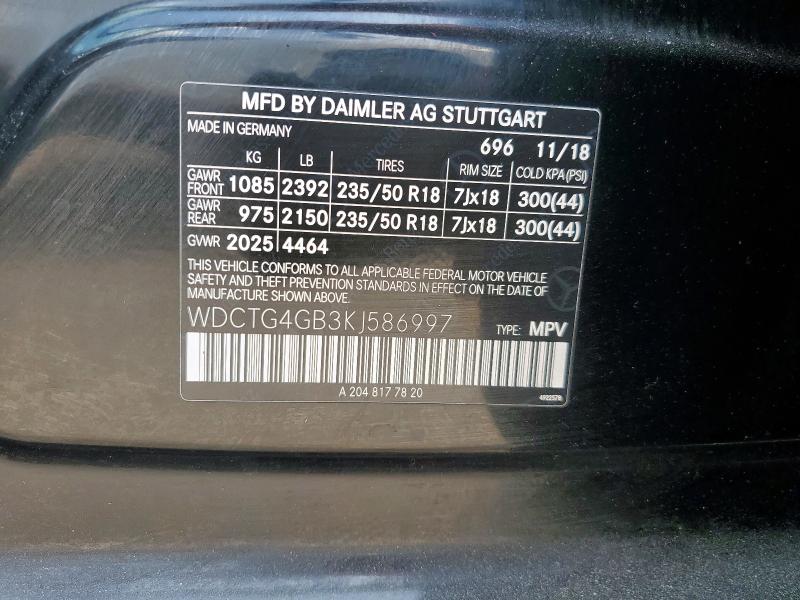 MFD BY DAIMLER AG STUTTGART
MADE IN GERMANY 696 11/18
KG LB TIRES RIM SIZE COLD KPA (PSI)
GAWR FRONT 1085 2392 235/50 R18 7Jx18 300(44)
GAWR REAR 975 2150 235/50 R18 7Jx18 300(44)
GVWR 2025 4464
THIS VEHICLE CONFORMS TO ALL APPLICABLE FEDERAL MOTOR VEHICLE
SAFETY AND THEFT PREVENTION STANDARDS IN EFFECT ON THE DATE
OF MANUFACTURE SHOWN ABOVE.
WDCTG4GB3KJ586997 TYPE: MPV
A 204 817 78 20